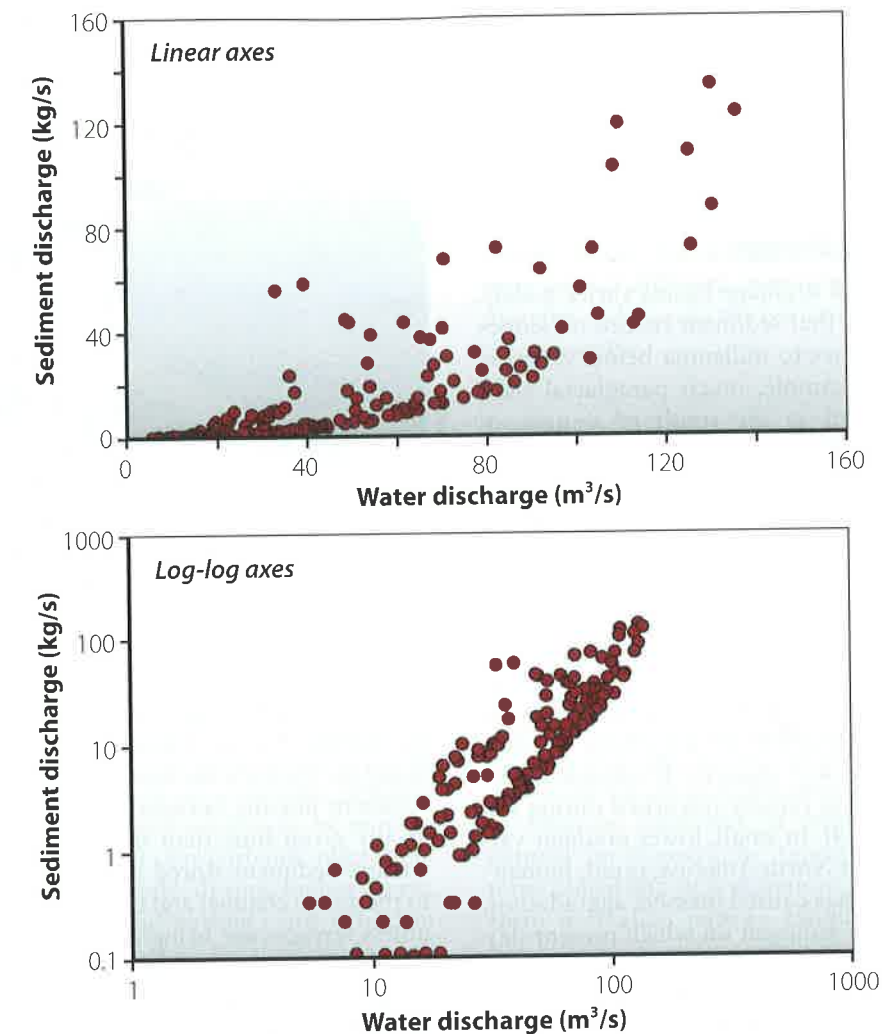 160
Linear axes
120
80
40
0
Sediment discharge (kg/s)
0 40 80 120 160
Water discharge (m³/s)
1000
Log-log axes
100
10
1
0.1
Sediment discharge (kg/s)
1 10 100 1000
Water discharge (m³/s)